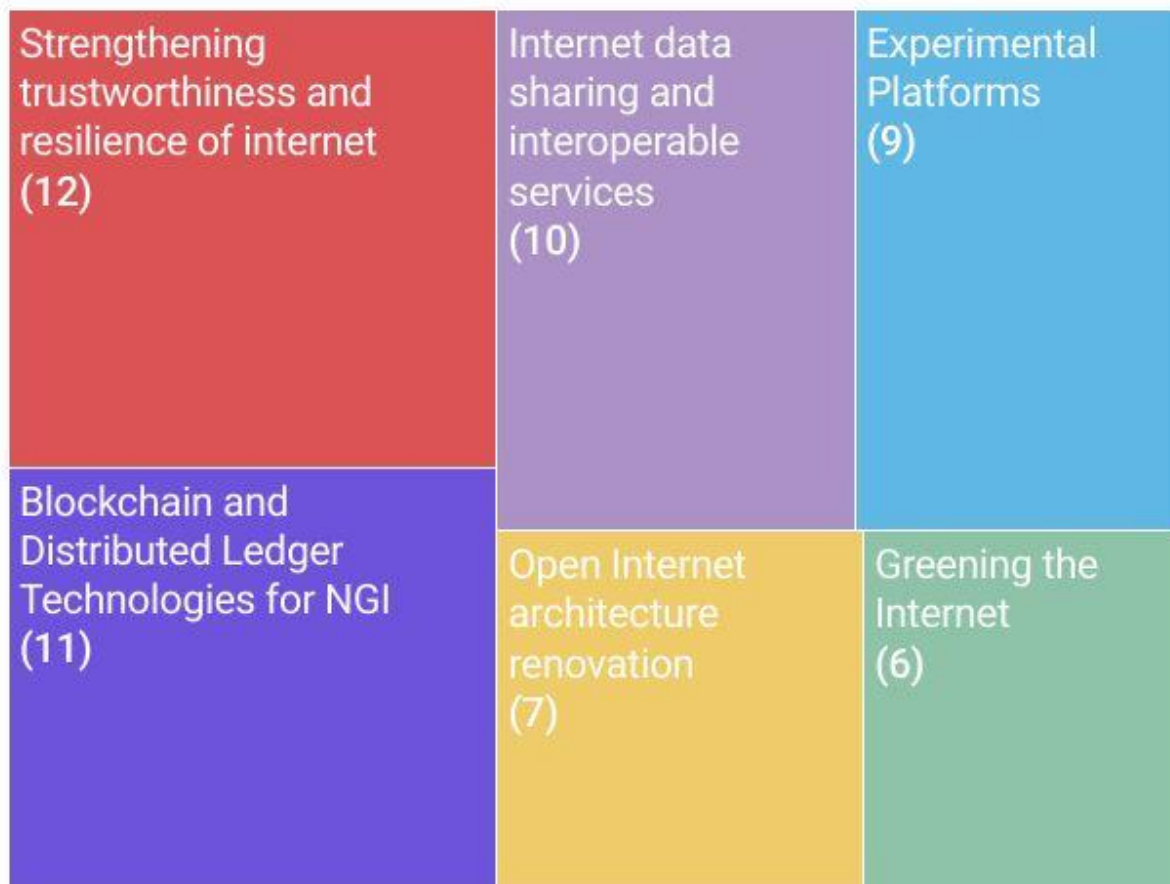 Strengthening
trustworthiness and
resilience of internet
(12)
Internet data
sharing and
interoperable
services
(10)
Experimental
Platforms
(9)
Blockchain and
Distributed Ledger
Technologies for NGI
(11)
Open Internet
architecture
renovation
(7)
Greening the
Internet
(6)